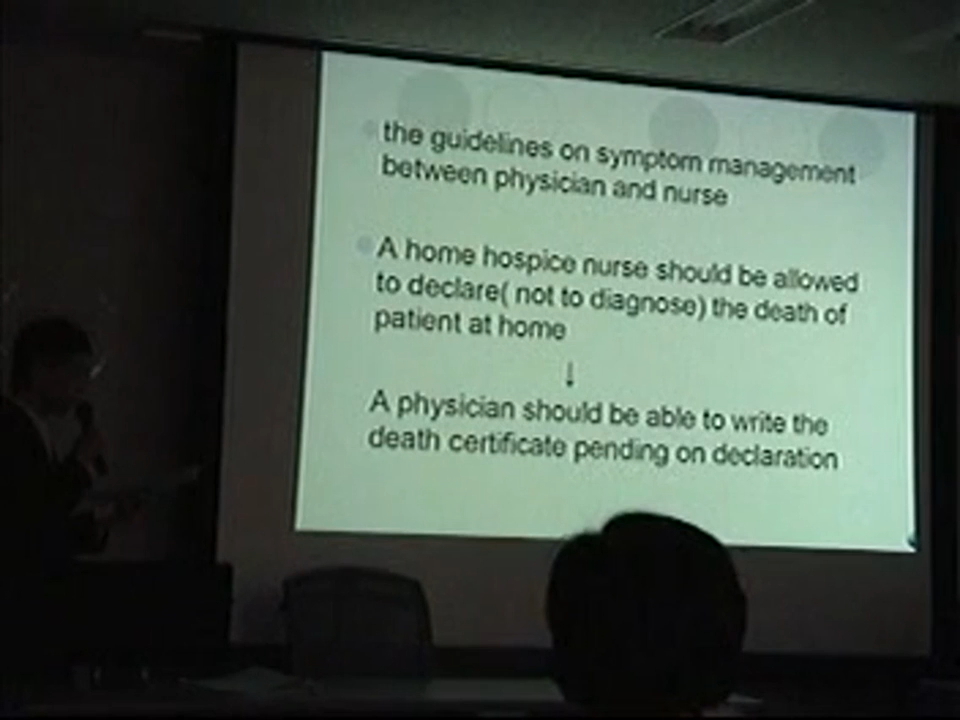 the guidelines on symptom management
between physician and nurse
A home hospice nurse should be allowed
to declare( not to diagnose) the death of
patient at home
↓
A physician should be able to write the
death certificate pending on declaration